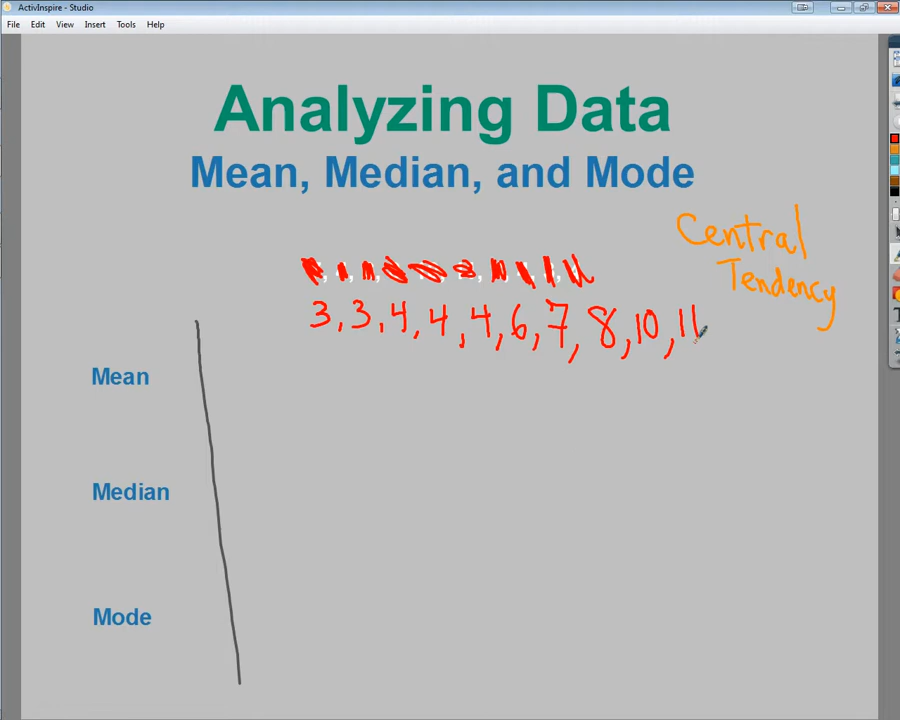 ActivInspire - Studio
File Edit View Insert Tools Help
Analyzing Data
Mean, Median, and Mode
Central
Tendency
3, 3, 4, 4, 4, 6, 7, 8, 10, 11
Mean
Median
Mode